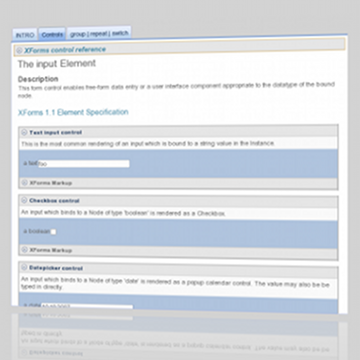 INTRO Controls group | repeat | switch
XForms control reference
The input Element
Description
This form control enables free-form data entry or a user interface component appropriate to the datatype of the bound
node.
XForms 1.1 Element Specification
Text input control
This is the most common rendering of an input which is bound to a string value in the instance.
a text foo
XForms Markup
Checkbox control
An input which binds to a Node of type 'boolean' is rendered as a Checkbox.
a boolean
XForms Markup
Datepicker control
An input which binds to a Node of type 'date' is rendered as a popup calendar control. The value may also be be
typed in directly.